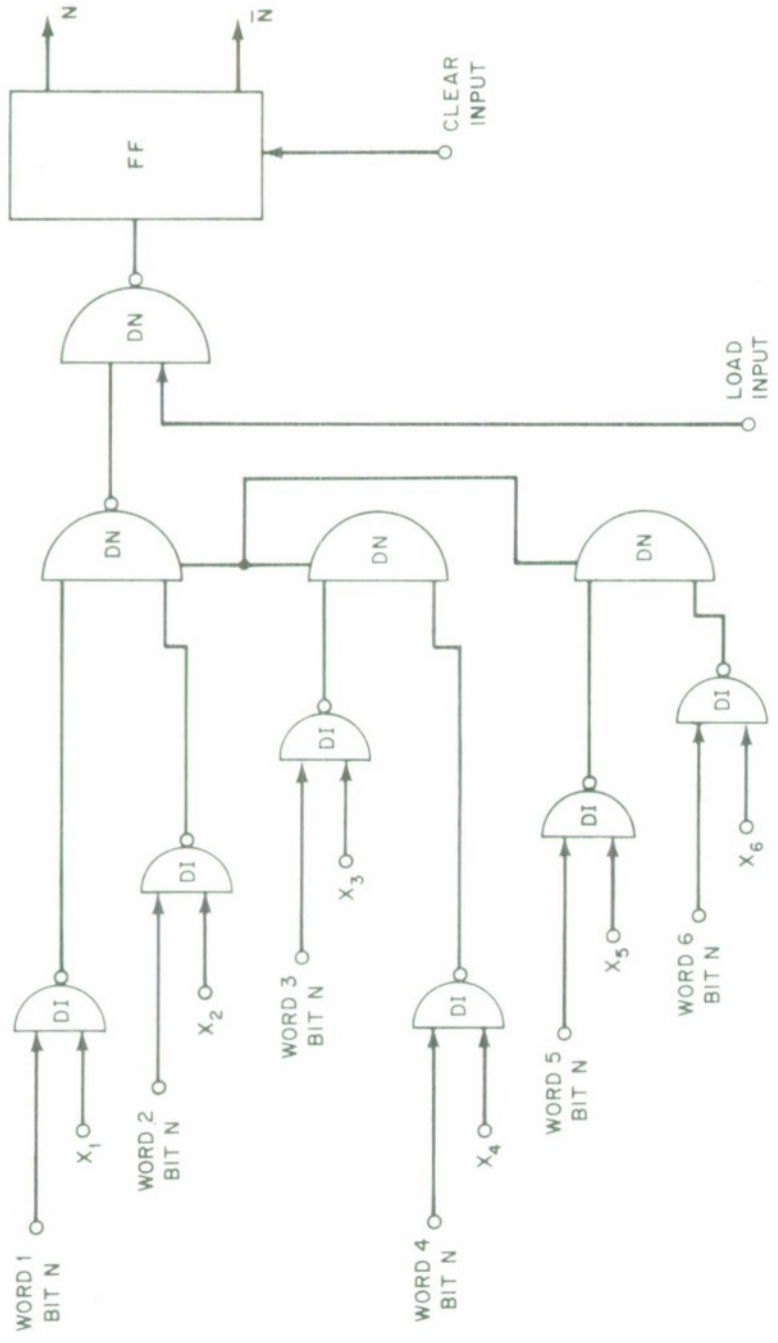 WORD 1
BIT N
X1
DI
WORD 2
BIT N
X2
DI
WORD 3
BIT N
X3
DI
WORD 4
BIT N
X4
DI
WORD 5
BIT N
X5
DI
WORD 6
BIT N
X6
DI
DN
DN
DN
LOAD
INPUT
DN
FF
CLEAR
INPUT
N
N̄